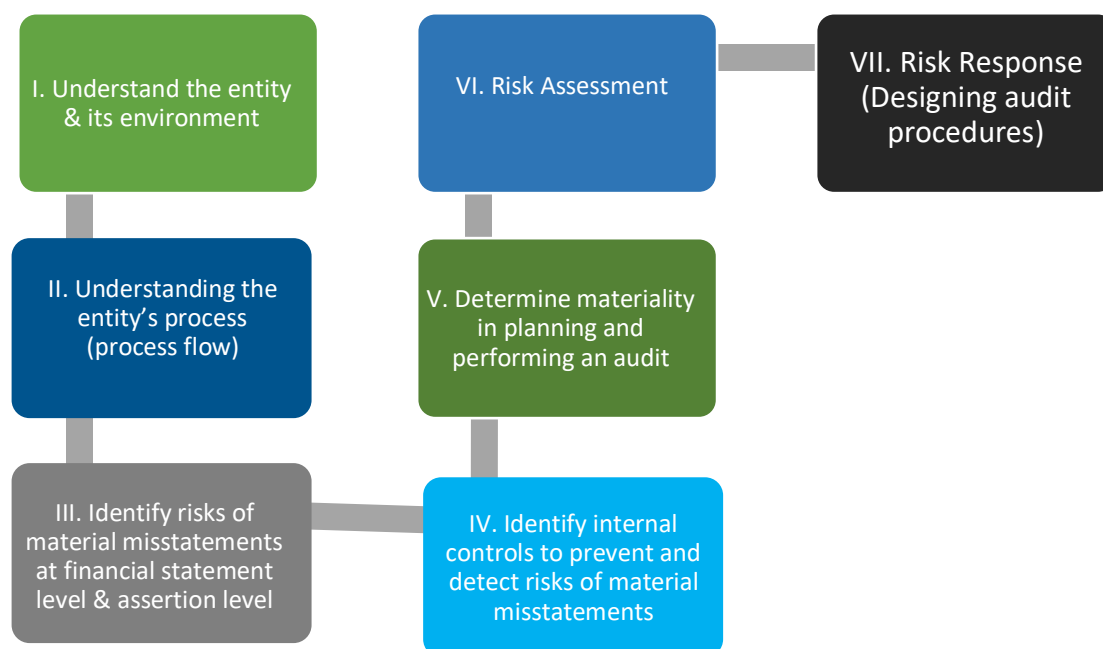 I. Understand the entity
& its environment
II. Understanding the
entity’s process
(process flow)
III. Identify risks of
material misstatements
at financial statement
level & assertion level
IV. Identify internal
controls to prevent and
detect risks of material
misstatements
V. Determine materiality
in planning and
performing an audit
VI. Risk Assessment
VII. Risk Response
(Designing audit
procedures)